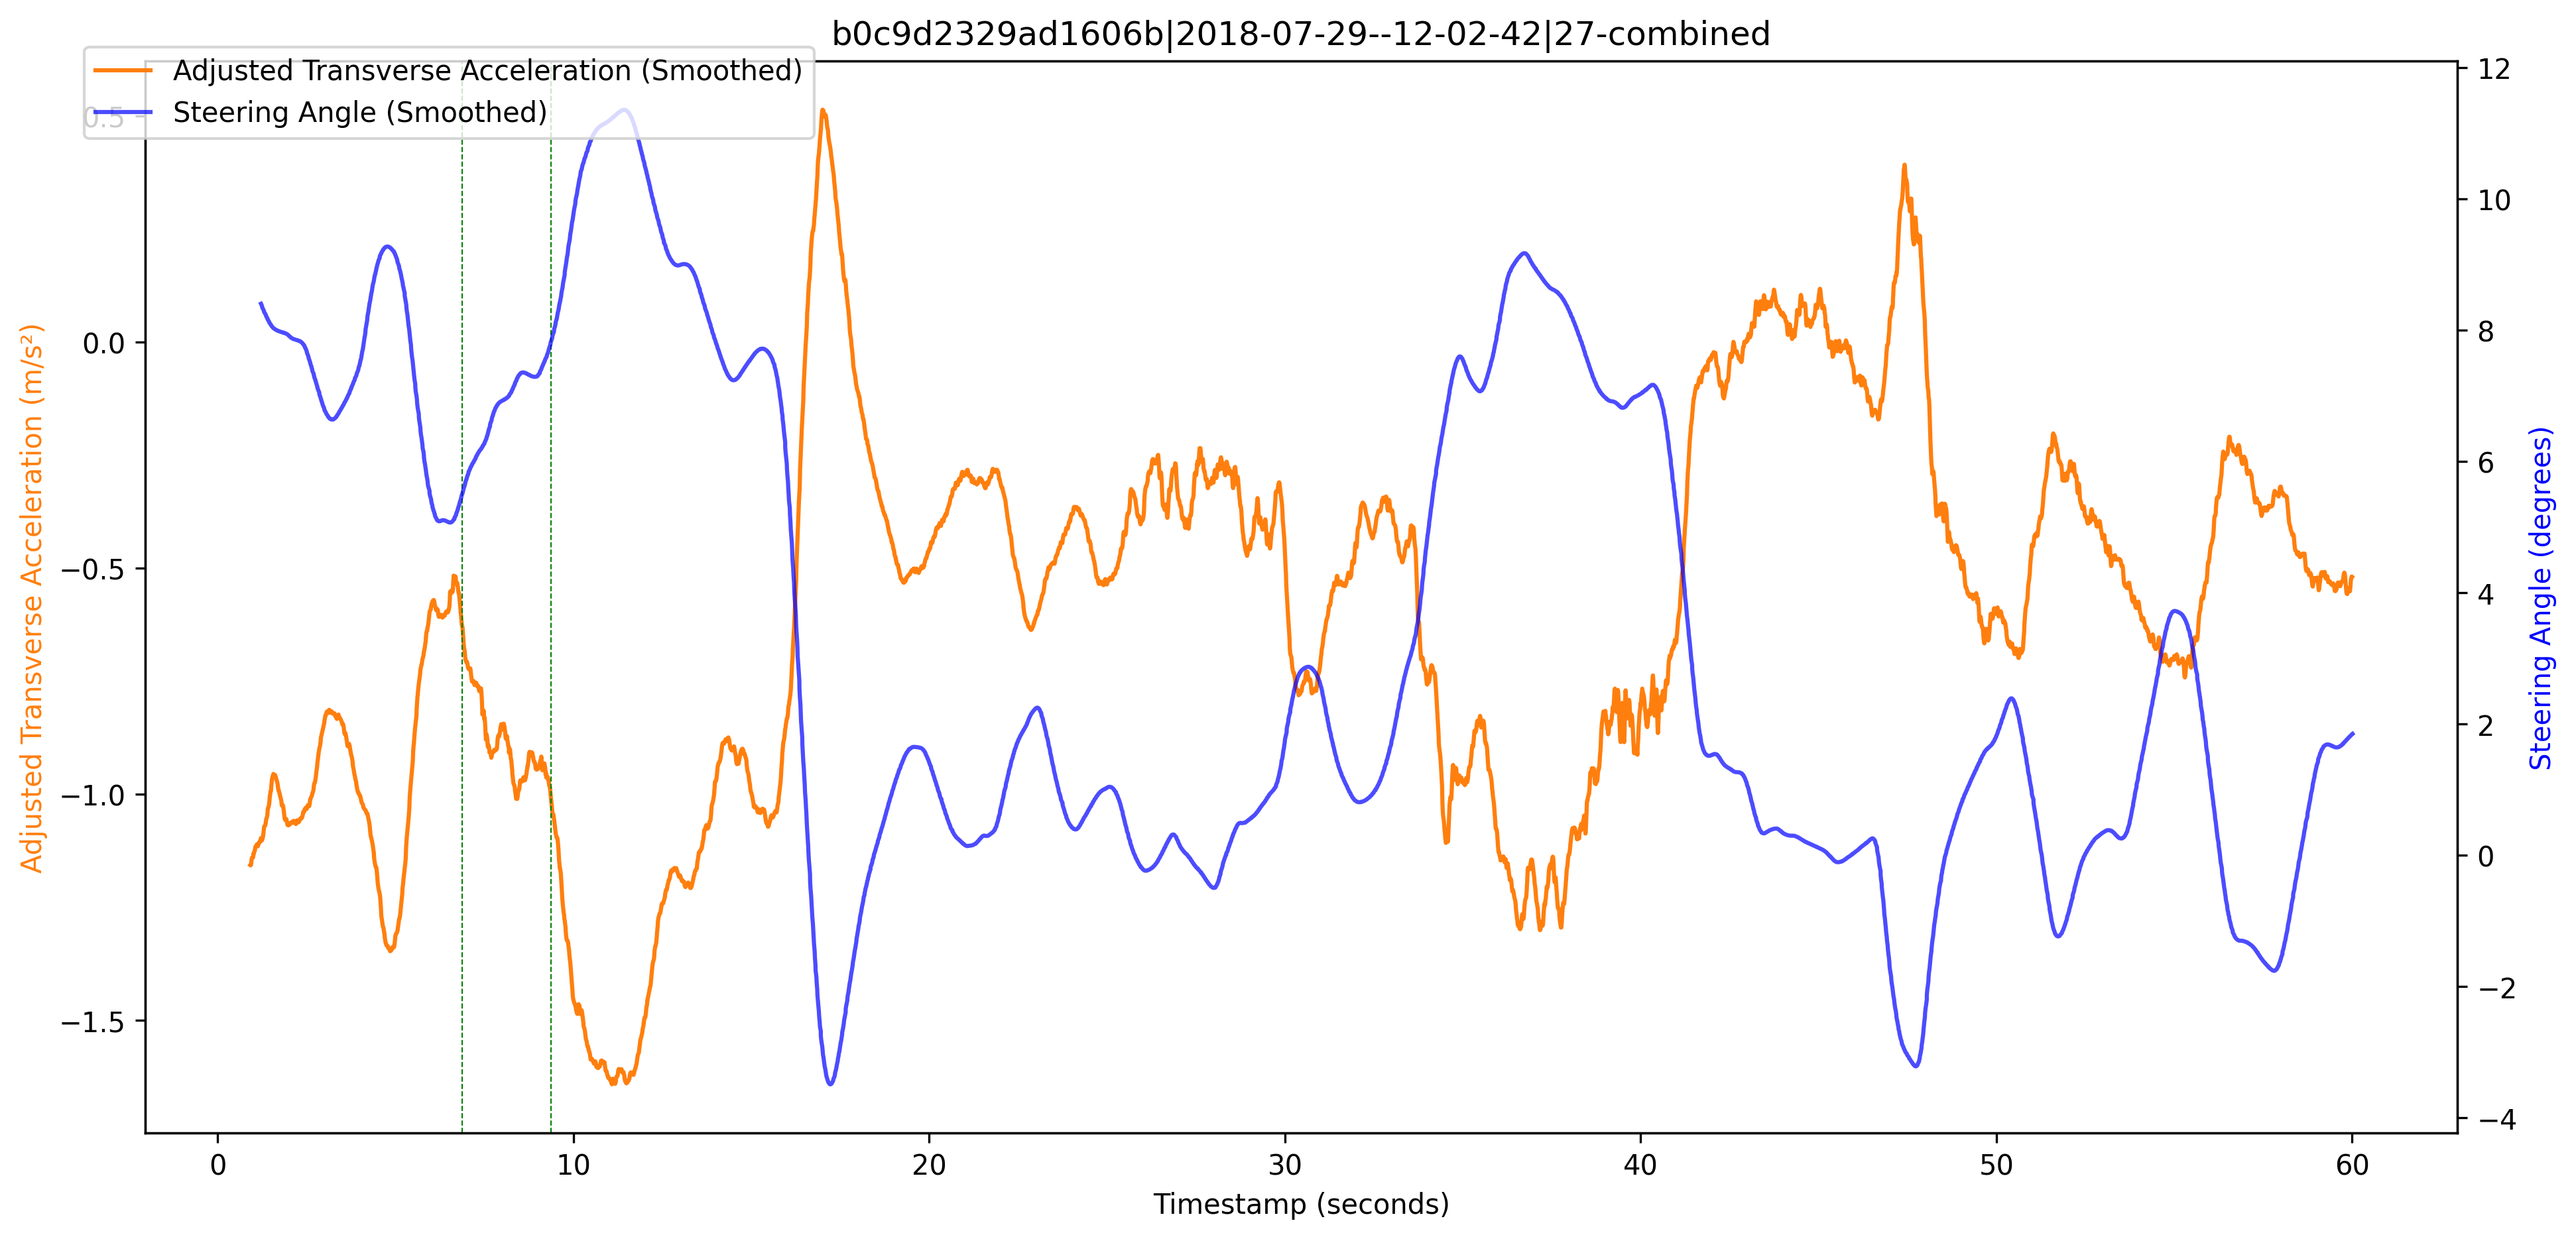 b0c9d2329ad1606b|2018-07-29--12-02-42|27-combined
Adjusted Transverse Acceleration (Smoothed)
Steering Angle (Smoothed)
Adjusted Transverse Acceleration (m/s²)
0.5
0.0
−0.5
−1.0
−1.5
12
10
8
6
4
2
0
−2
−4
Steering Angle (degrees)
0 10 20 30 40 50 60
Timestamp (seconds)